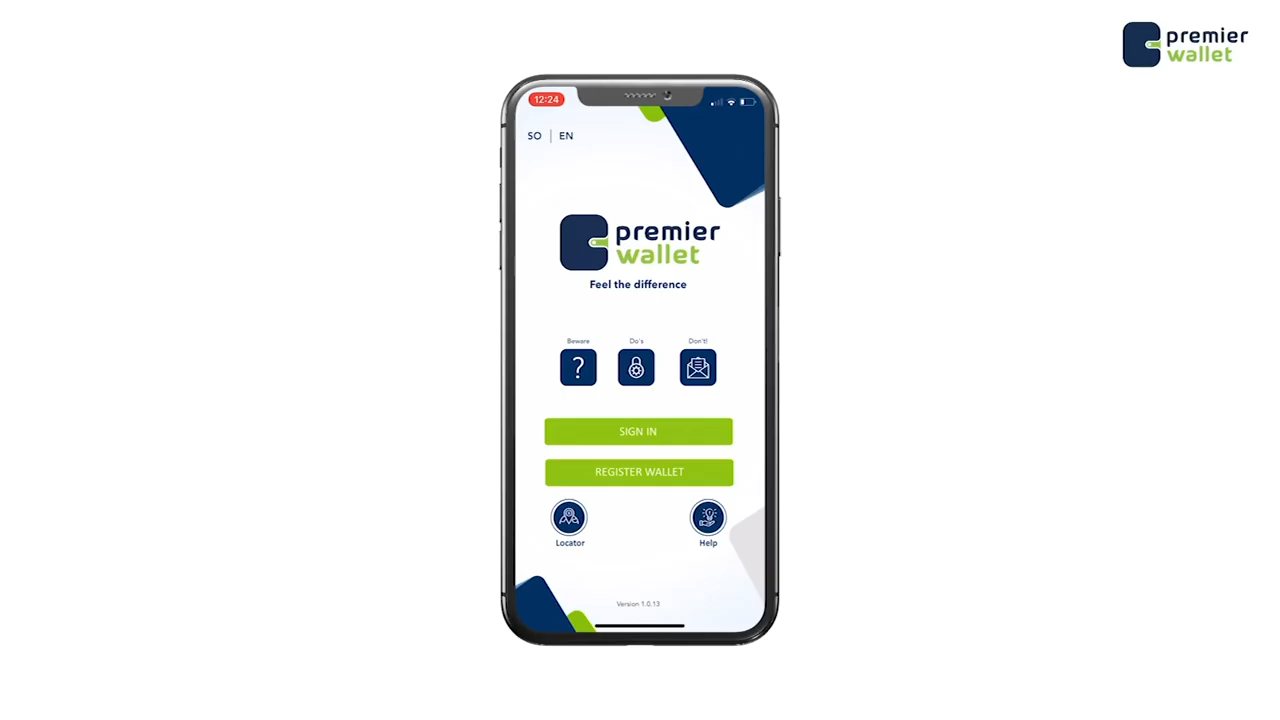 premier
wallet
12:24
SO | EN
premier
wallet
Feel the difference
Beware
Do's
Don't!
?
SIGN IN
REGISTER WALLET
Locator
Help
Version 1.0.13